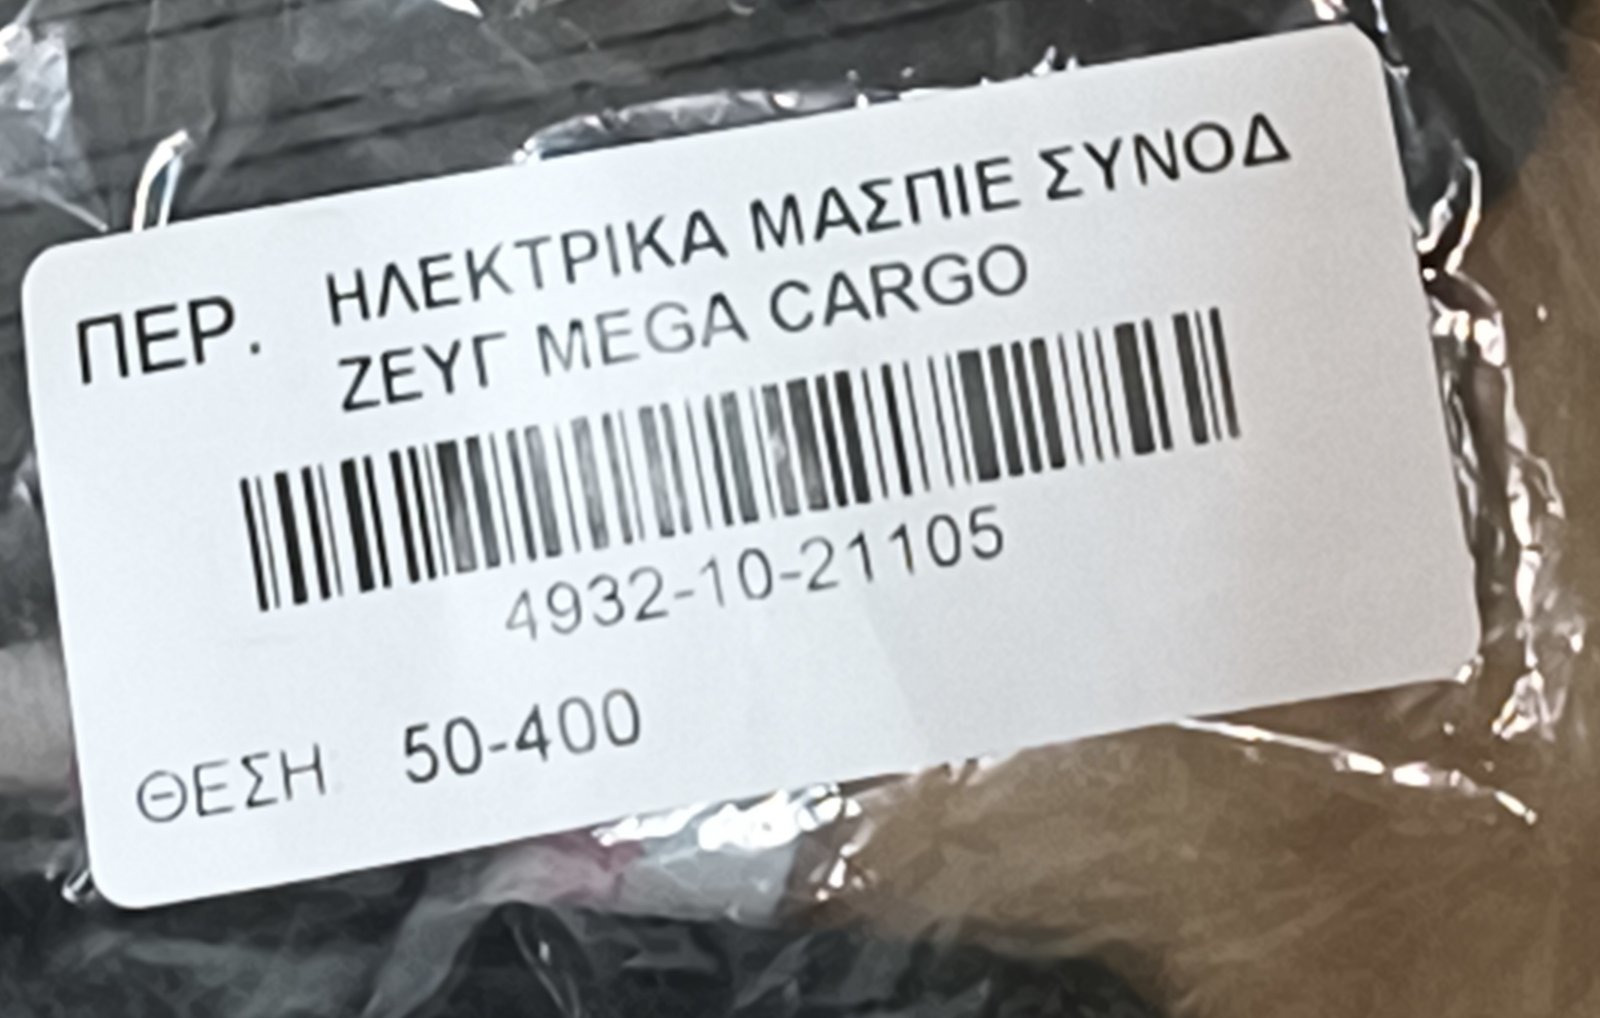 ΠΕΡ. ΗΛΕΚΤΡΙΚΑ ΜΑΣΠΙΕ ΣΥΝΟΔ
ΖΕΥΓ MEGA CARGO
4932-10-21105
ΘΕΣΗ 50-400